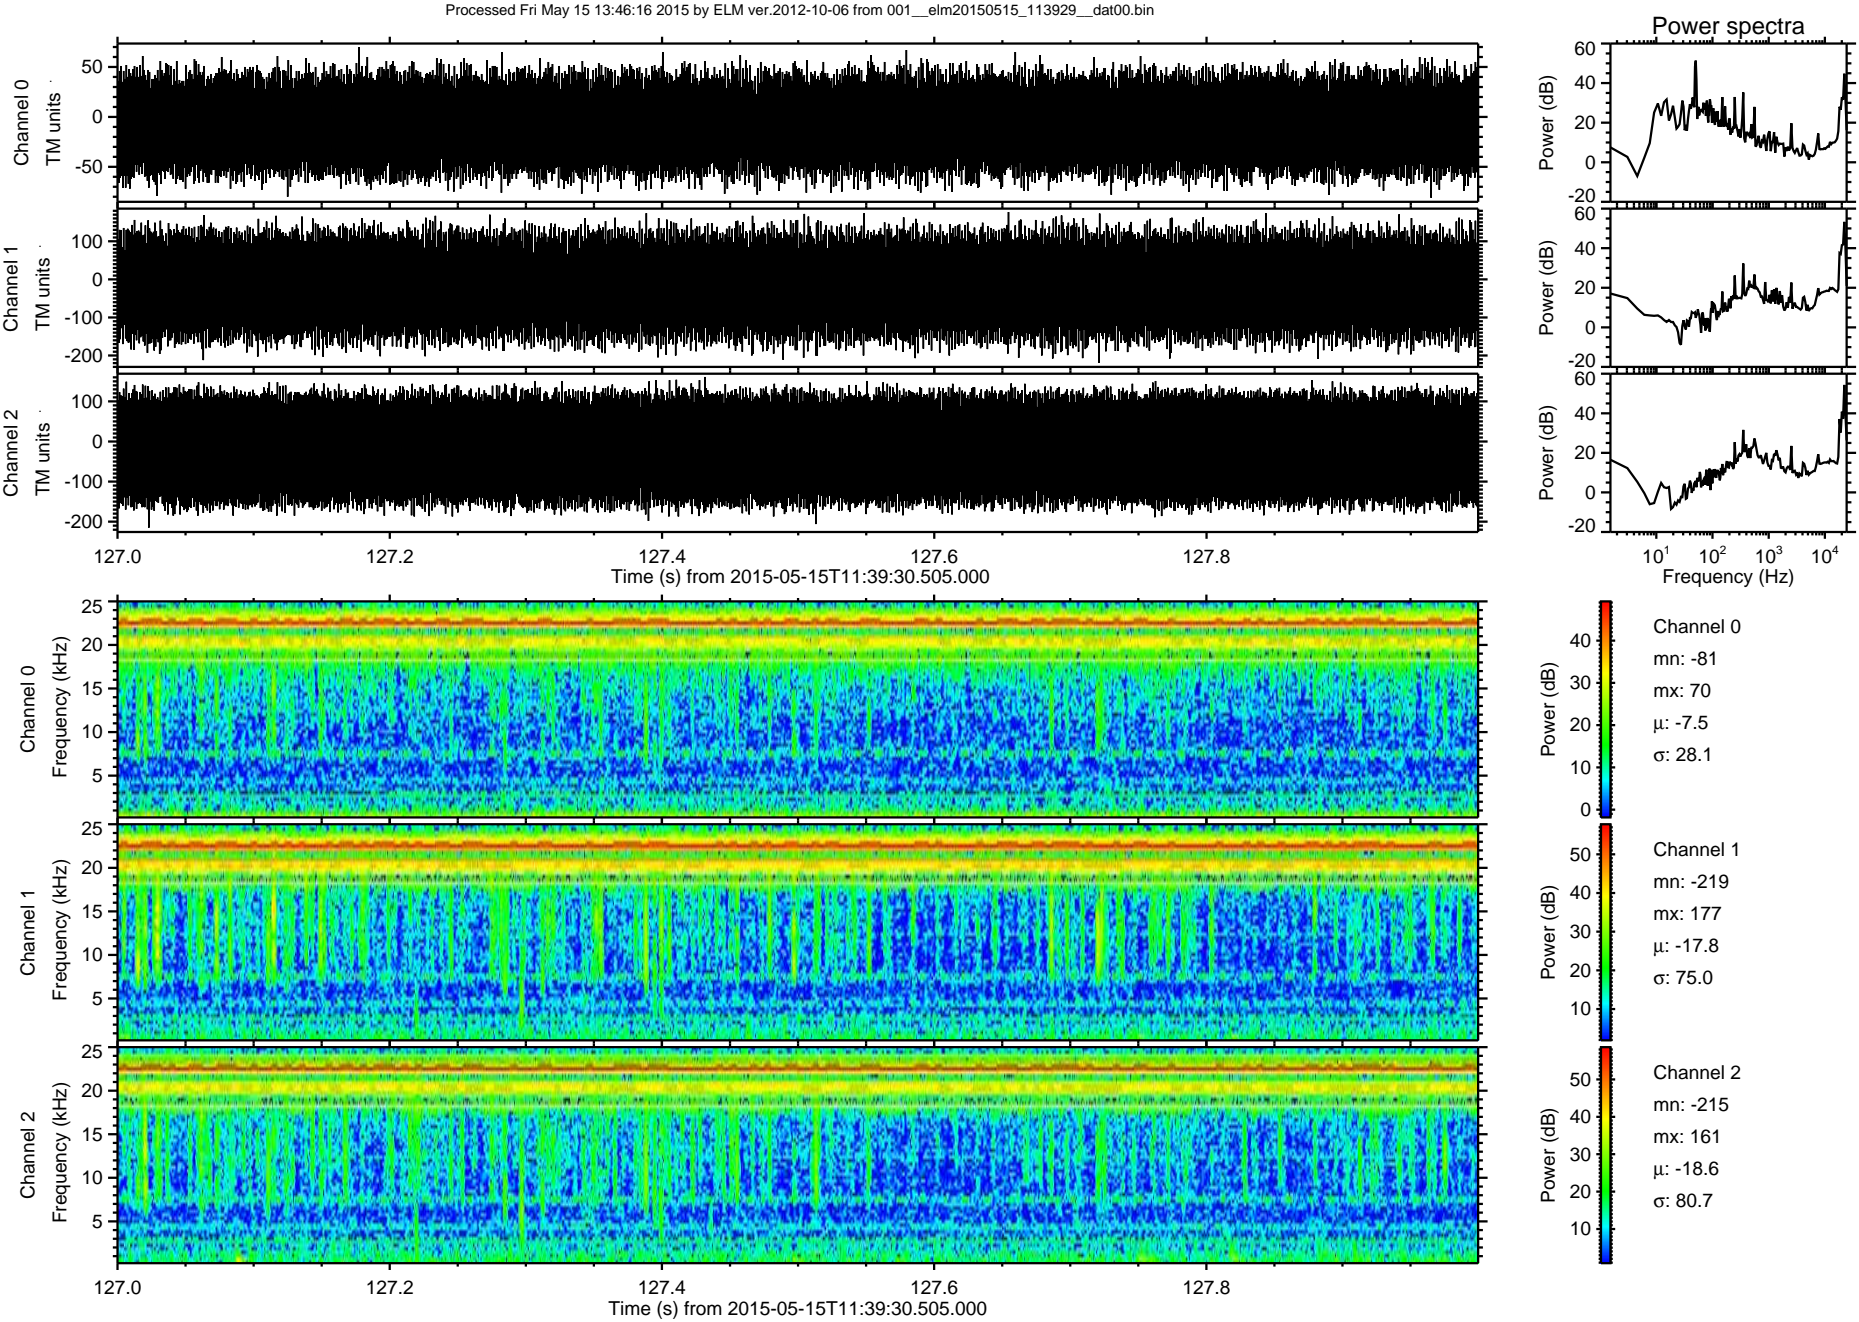 Processed Fri May 15 13:46:16 2015 by ELM ver.2012-10-06 from 001__elm20150515_113929__dat00.bin
Power spectra
Channel 0
TM units
50
0
-50
Power (dB)
60
40
20
0
-20
Channel 1
TM units
100
0
-100
-200
Power (dB)
60
40
20
0
-20
Channel 2
TM units
100
0
-100
-200
Power (dB)
60
40
20
0
-20
127.0 127.2 127.4 127.6 127.8
Time (s) from 2015-05-15T11:39:30.505.000
10^1 10^2 10^3 10^4
Frequency (Hz)
Channel 0
Frequency (kHz)
25
20
15
10
5
Power (dB)
40
30
20
10
0
Channel 0
mn: -81
mx: 70
μ: -7.5
σ: 28.1
Channel 1
Frequency (kHz)
25
20
15
10
5
Power (dB)
50
40
30
20
10
Channel 1
mn: -219
mx: 177
μ: -17.8
σ: 75.0
Channel 2
Frequency (kHz)
25
20
15
10
5
Power (dB)
50
40
30
20
10
Channel 2
mn: -215
mx: 161
μ: -18.6
σ: 80.7
127.0 127.2 127.4 127.6 127.8
Time (s) from 2015-05-15T11:39:30.505.000